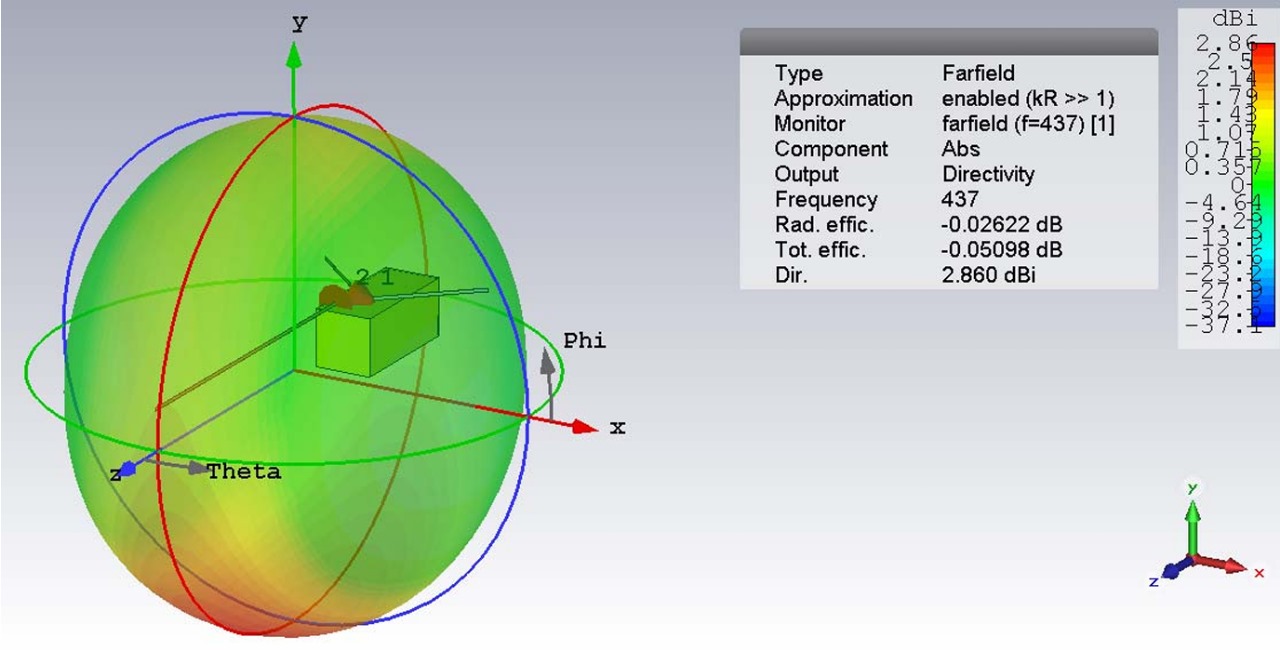 y
2 1
Phi
x
z
Theta
Type Farfield
Approximation enabled (kR >> 1)
Monitor farfield (f=437) [1]
Component Abs
Output Directivity
Frequency 437
Rad. effic. -0.02622 dB
Tot. effic. -0.05098 dB
Dir. 2.860 dBi
dBi
2.86
2.5
2.14
1.79
1.43
1.07
0.715
0.357
0
-4.64
-9.29
-13.9
-18.6
-23.2
-27.9
-32.5
-37.1
y
x
z